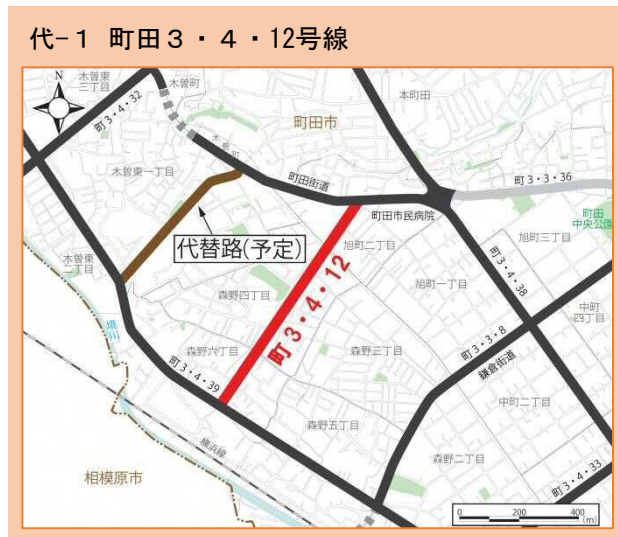 代-1 町田3・4・12号線
N
木曽東
三丁目
木曽町
本町田
町3・4・32
町田市
木曽町
木曽東一丁目
町田街道
町3・3・36
代替路(予定)
町田市民病院
町田
中央公園
旭町二丁目
旭町三丁目
木曽東
二丁目
旭町一丁目
町3・4・38
森野四丁目
町3・4・12
中町
四丁目
境川
森野六丁目
森野三丁目
町3・3・8
鎌倉街道
町3・4・39
中町二丁目
森野五丁目
横浜線
森野二丁目
相模原市
町3・4・33
0 200 400
(m)